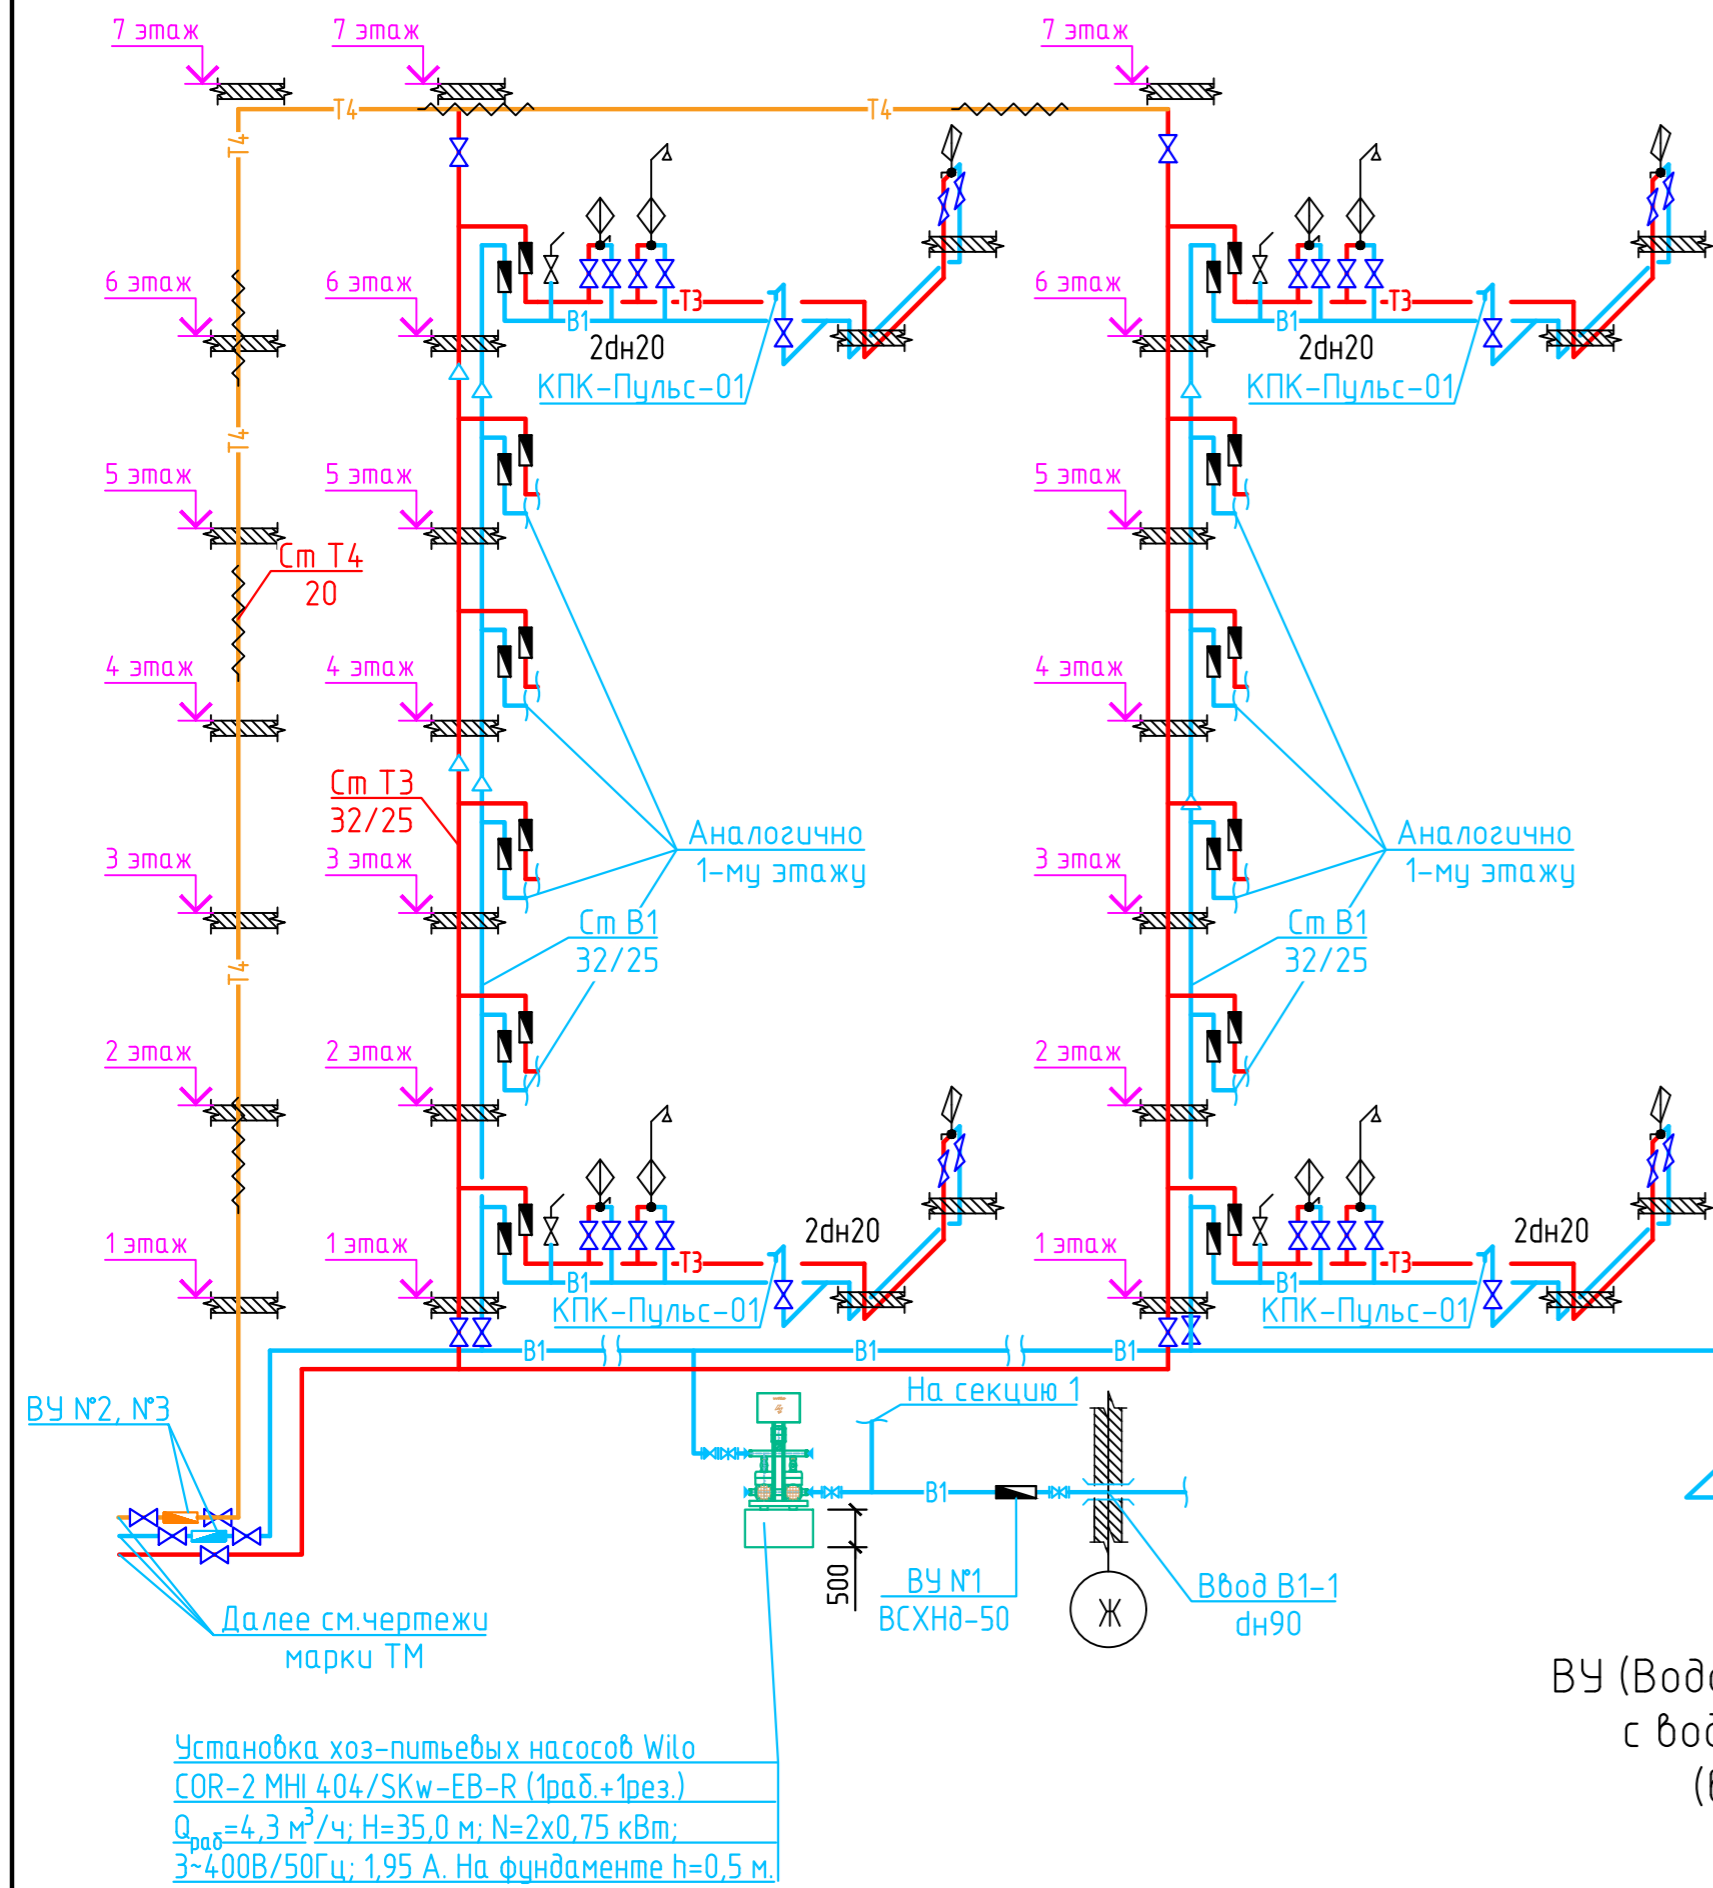 7 этаж
7 этаж
7 этаж
Т4
Т4
Т4
6 этаж
6 этаж
6 этаж
Т3
Т3
В1
В1
2dн20
2dн20
КПК-Пульс-01
КПК-Пульс-01
Т4
5 этаж
5 этаж
5 этаж
Ст Т4
20
4 этаж
4 этаж
4 этаж
Ст Т3
32/25
Аналогично
1-му этажу
Аналогично
1-му этажу
3 этаж
3 этаж
3 этаж
Ст В1
32/25
Ст В1
32/25
Т4
2 этаж
2 этаж
2 этаж
2dн20
2dн20
1 этаж
1 этаж
1 этаж
Т3
Т3
В1
В1
КПК-Пульс-01
КПК-Пульс-01
В1
В1
В1
На секцию 1
ВУ №2, №3
В1
500
ВУ №1
ВСХНд-50
Ж
Ввод В1-1
dн90
Далее см.чертежи
марки ТМ
ВУ (
с
(
Установка хоз-питьевых насосов Wilo
COR-2 MHI 404/SKw-EB-R (1раб.+1рез.)
Qраб=4,3 м³/ч; H=35,0 м; N=2x0,75 кВт;
3~400В/50Гц; 1,95 А. На фундаменте h=0,5 м.